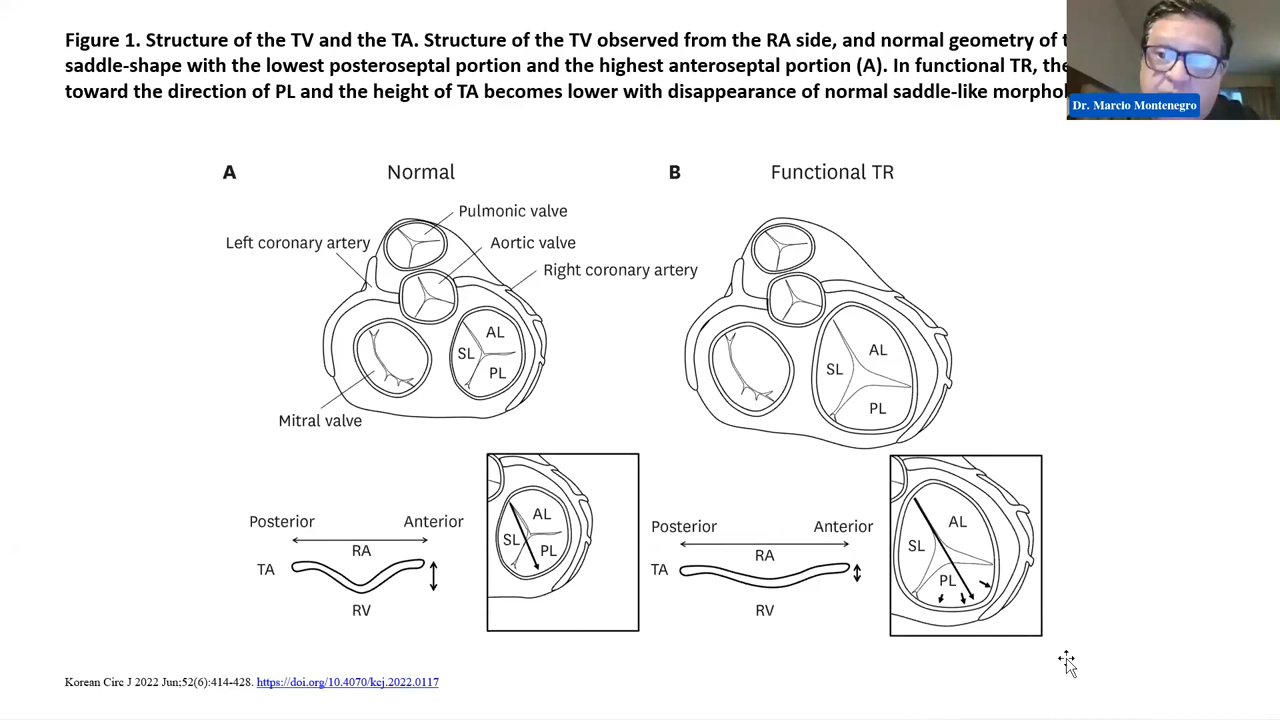 Figure 1. Structure of the TV and the TA. Structure of the TV observed from the RA side, and normal geometry of
saddle-shape with the lowest posteroseptal portion and the highest anteroseptal portion (A). In functional TR, the
toward the direction of PL and the height of TA becomes lower with disappearance of normal saddle-like
Dr. Marcio Montenegro
A Normal
B Functional TR
Pulmonic valve
Left coronary artery
Aortic valve
Right coronary artery
AL
SL
PL
Mitral valve
AL
SL
PL
Posterior Anterior
RA
TA
RV
AL
SL
PL
Posterior Anterior
RA
TA
RV
AL
SL
PL
Korean Circ J 2022 Jun;52(6):414-428. https://doi.org/10.4070/kcj.2022.0117